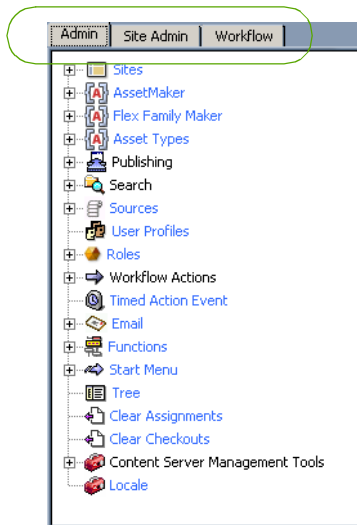 Admin Site Admin Workflow
Sites
AssetMaker
Flex Family Maker
Asset Types
Publishing
Search
Sources
User Profiles
Roles
Workflow Actions
Timed Action Event
Email
Functions
Start Menu
Tree
Clear Assignments
Clear Checkouts
Content Server Management Tools
Locale